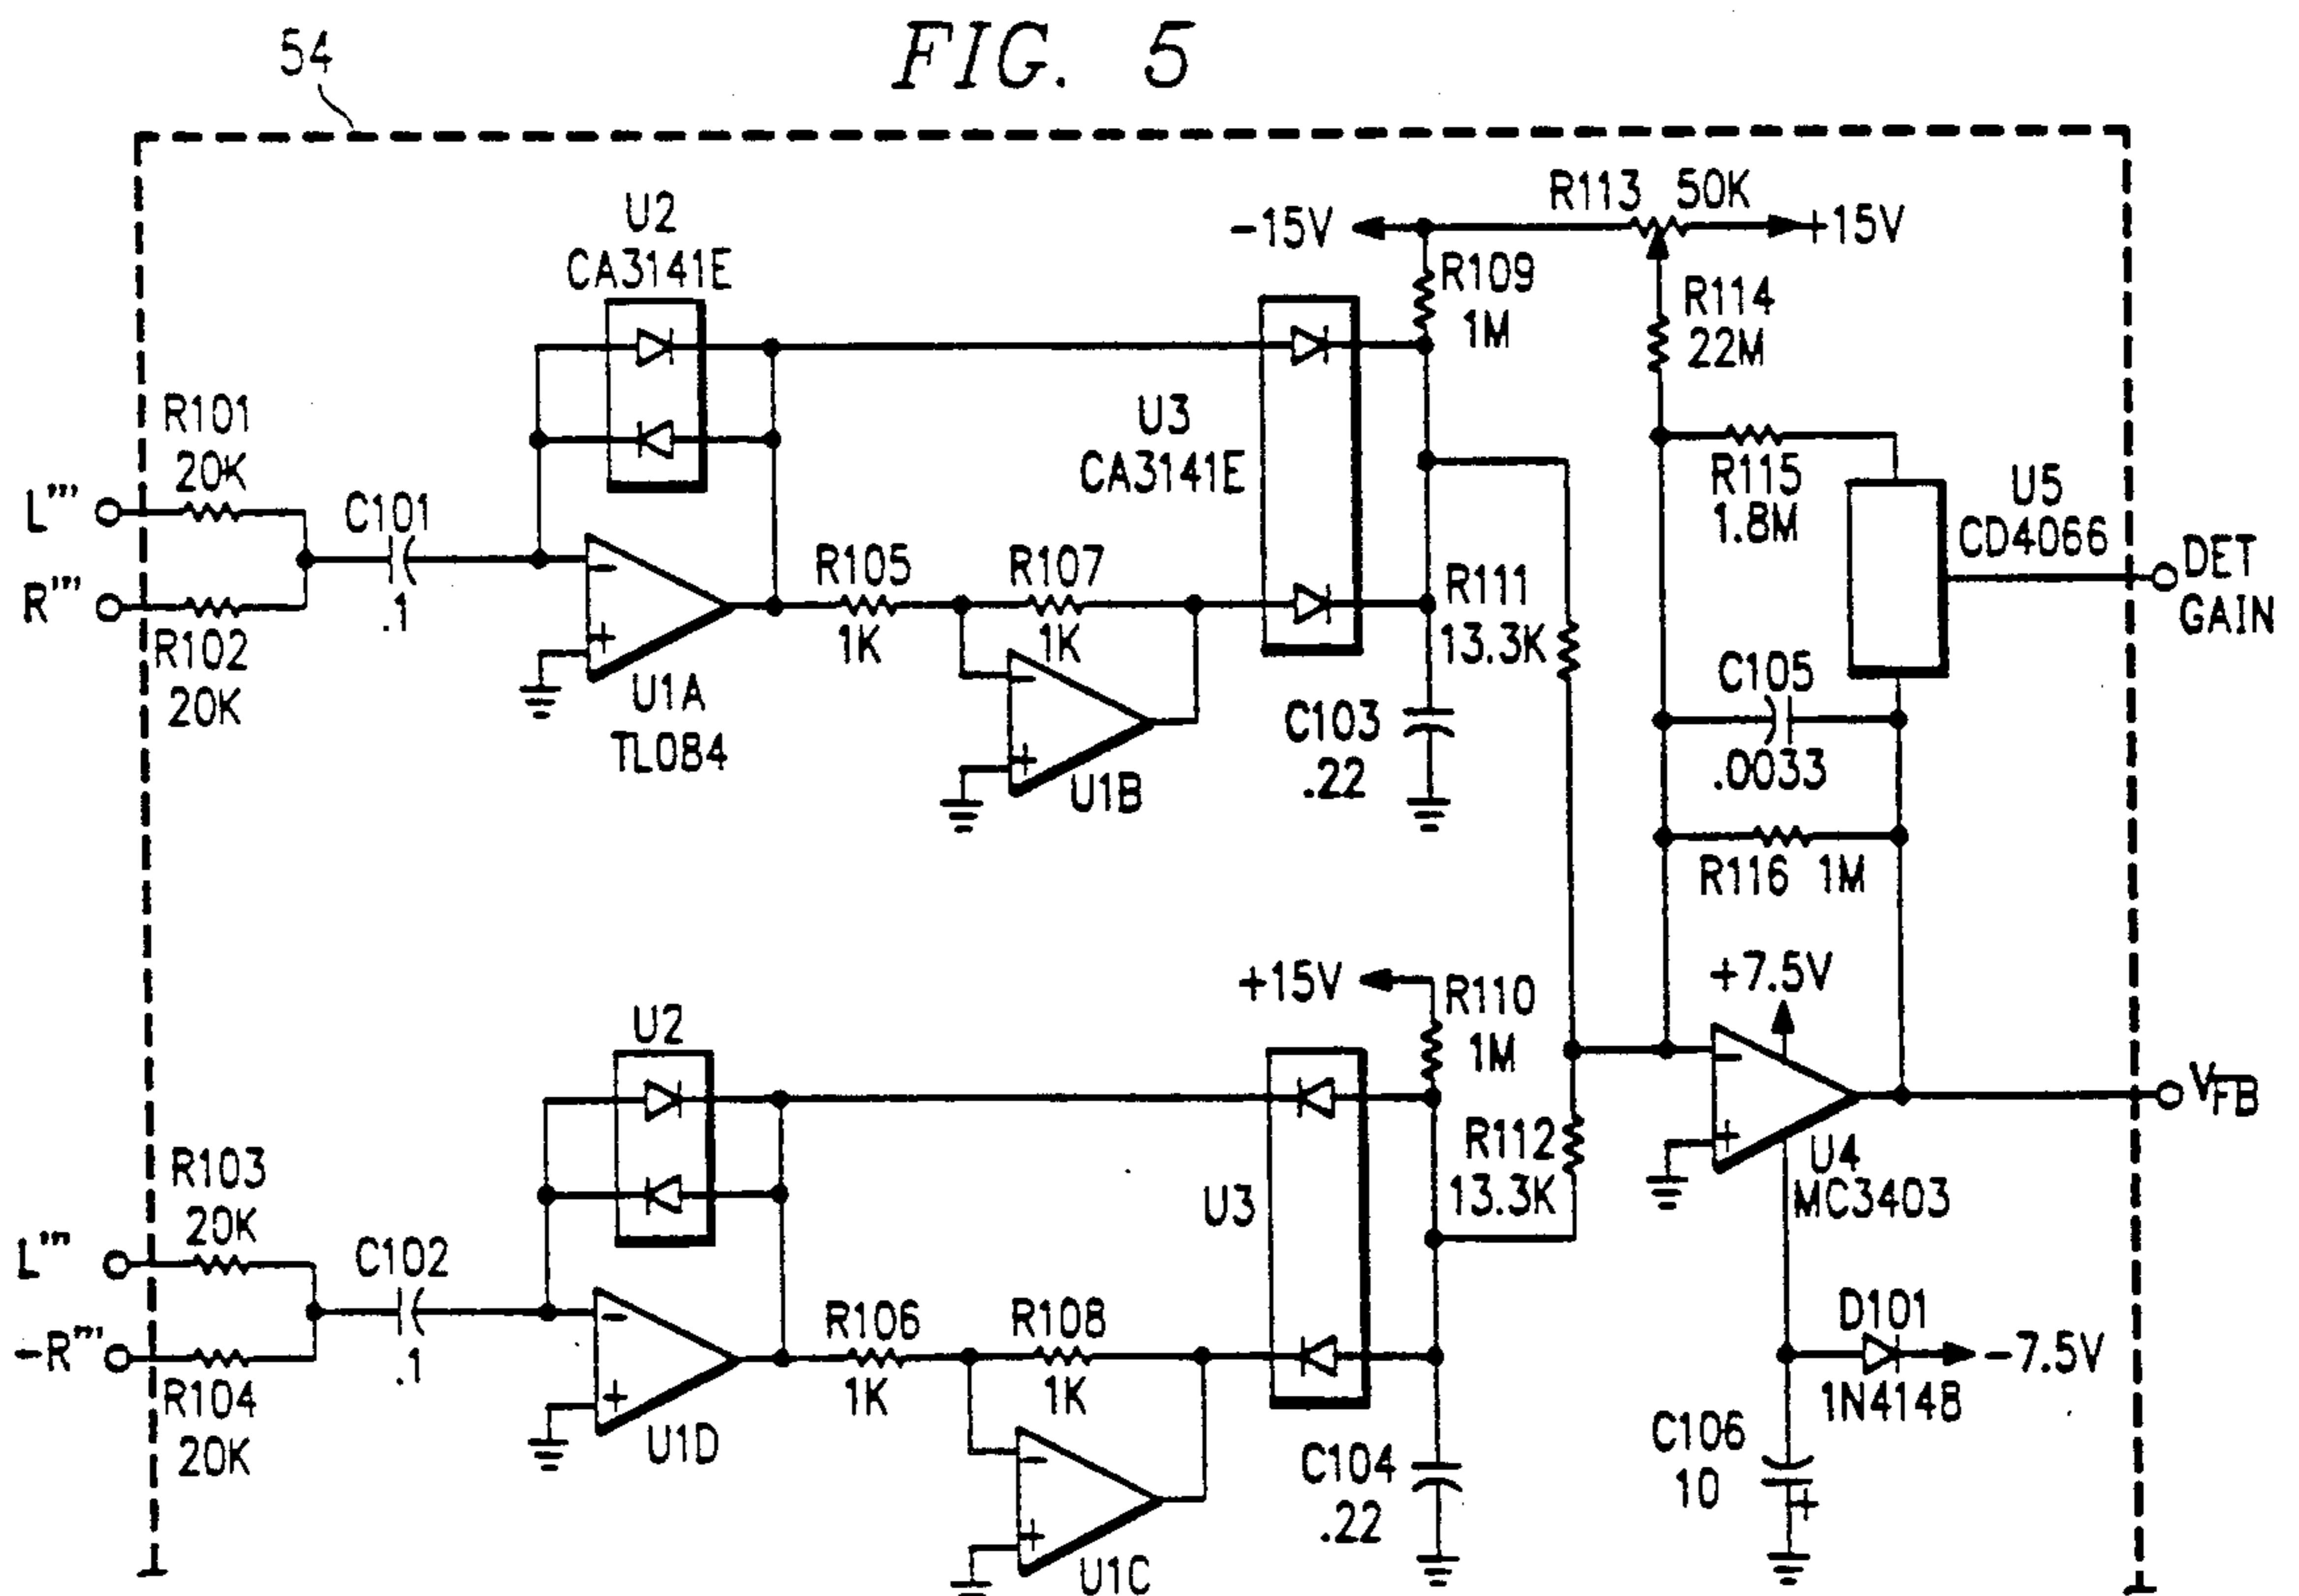 FIG. 5
54
R113 50K
-15V
+15V
U2
CA3141E
R109
1M
R114
22M
R101
20K
U3
CA3141E
R115
1.8M
U5
CD4066
L'''
C101
.1
R'''
R102
20K
R105
1K
R107
1K
R111
13.3K
DET
GAIN
U1A
TL084
U1B
C103
.22
C105
.0033
R116 1M
+15V
R110
1M
+7.5V
U2
R103
20K
U3
R112
13.3K
U4
MC3403
VFB
L'''
C102
.1
-R'''
R104
20K
R106
1K
R108
1K
D101
1N4148
-7.5V
U1D
C104
.22
C106
10
U1C